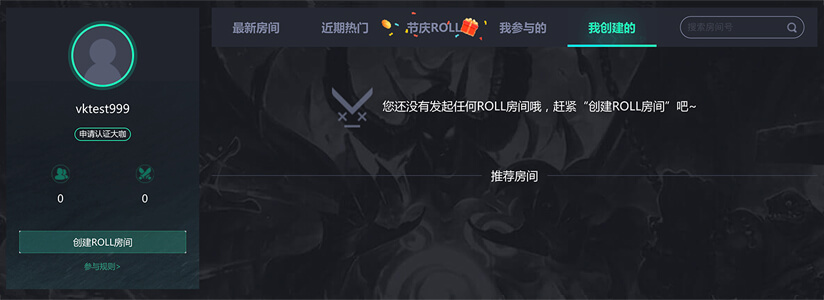 最新房间
近期热门
节庆ROLL
我参与的
我创建的
搜索房间号
vktest999
申请认证大咖
0
0
创建ROLL房间
参与规则>
您还没有发起任何ROLL房间哦，赶紧“创建ROLL房间”吧~
推荐房间